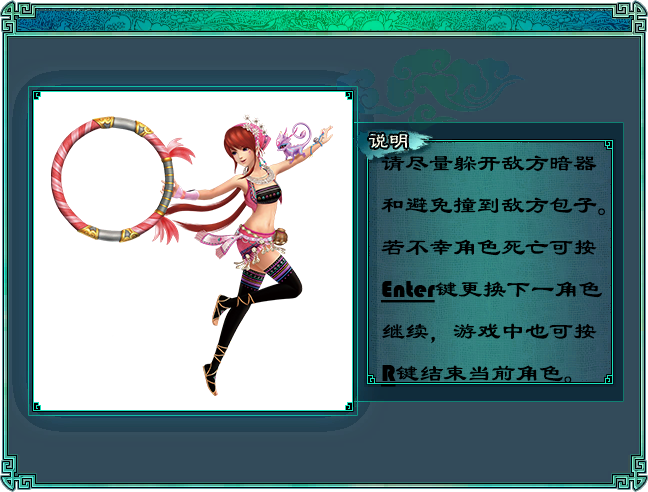 说明
请尽量躲开敌方暗器
和避免撞到敌方包子。
若不幸角色死亡可按
Enter键更换下一角色
继续，游戏中也可按
R键结束当前角色。